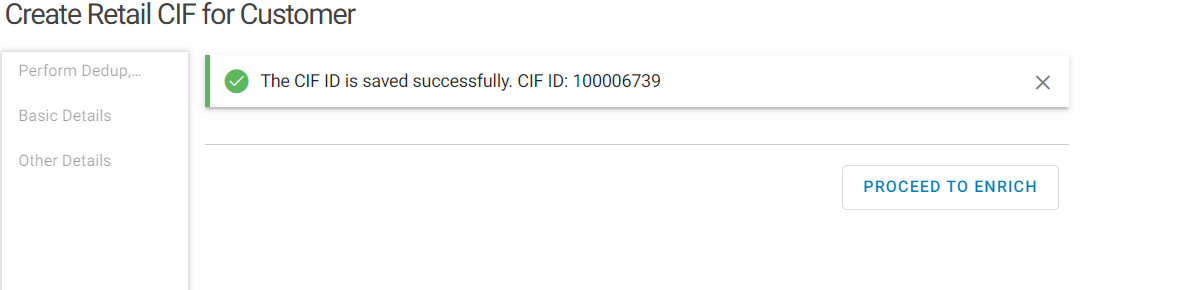 Create Retail CIF for Customer
Perform Dedup,...
The CIF ID is saved successfully. CIF ID: 100006739
Basic Details
Other Details
PROCEED TO ENRICH